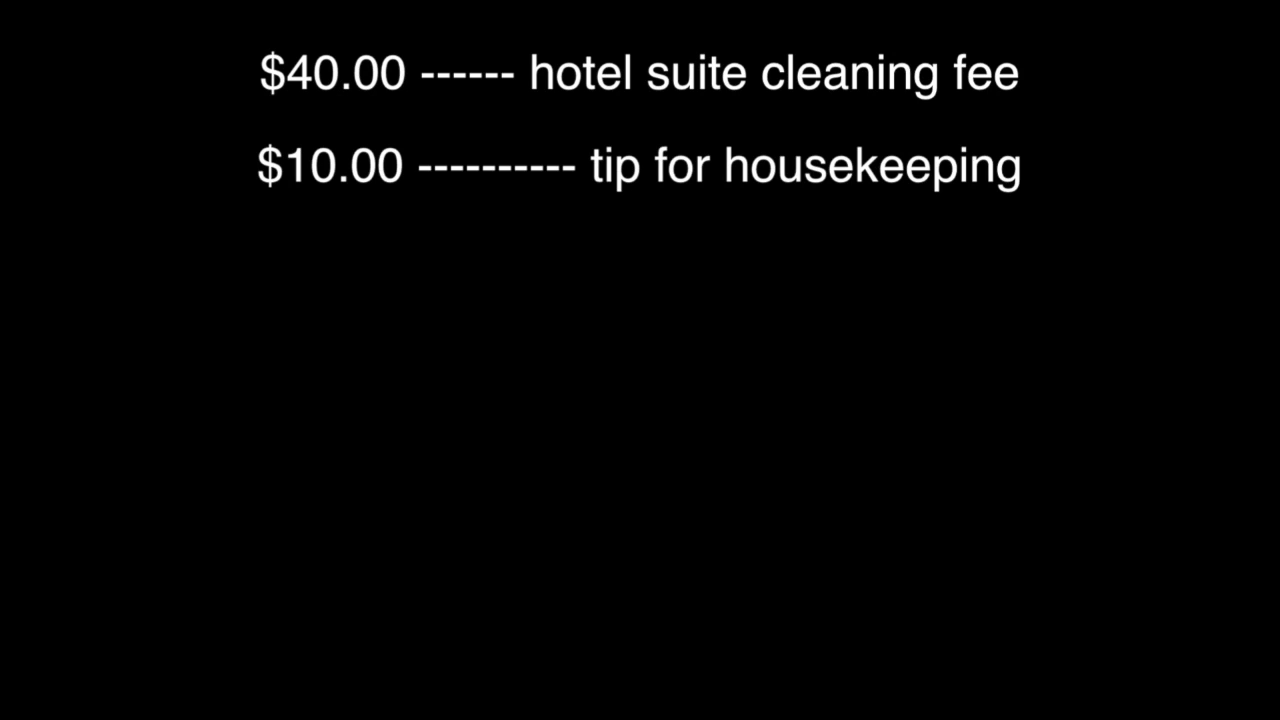 $40.00 ------ hotel suite cleaning fee
$10.00 ---------- tip for housekeeping